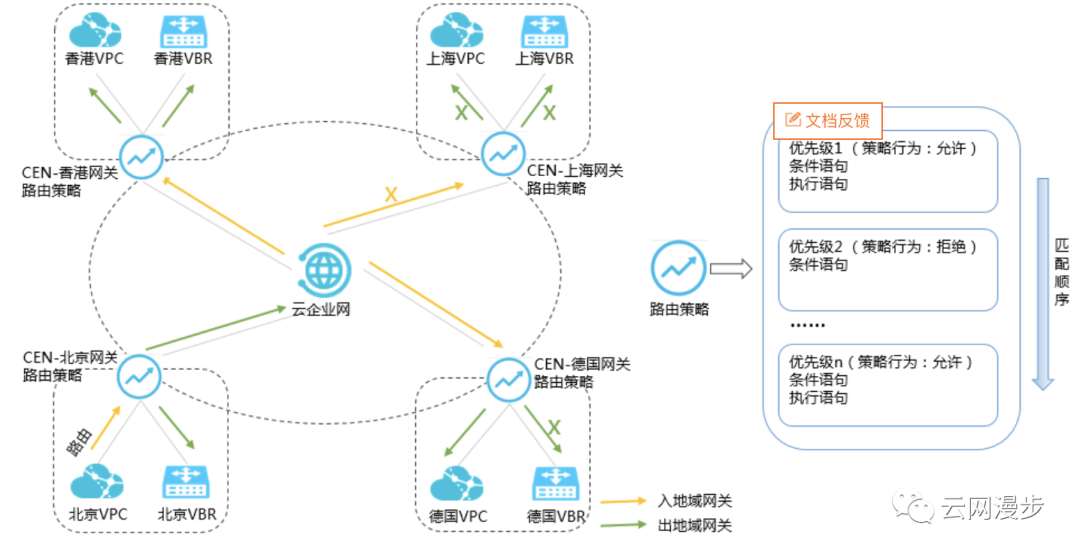 香港VPC
香港VBR
CEN-香港网关
路由策略
上海VPC
上海VBR
X
X
CEN-上海网关
路由策略
X
云企业网
CEN-北京网关
路由策略
路由
北京VPC
北京VBR
CEN-德国网关
路由策略
X
德国VPC
德国VBR
入地域网关
出地域网关
路由策略
文档反馈
优先级1 （策略行为：允许）
条件语句
执行语句
优先级2 （策略行为：拒绝）
条件语句
......
优先级n（策略行为：允许）
条件语句
执行语句
匹配顺序
云网漫步